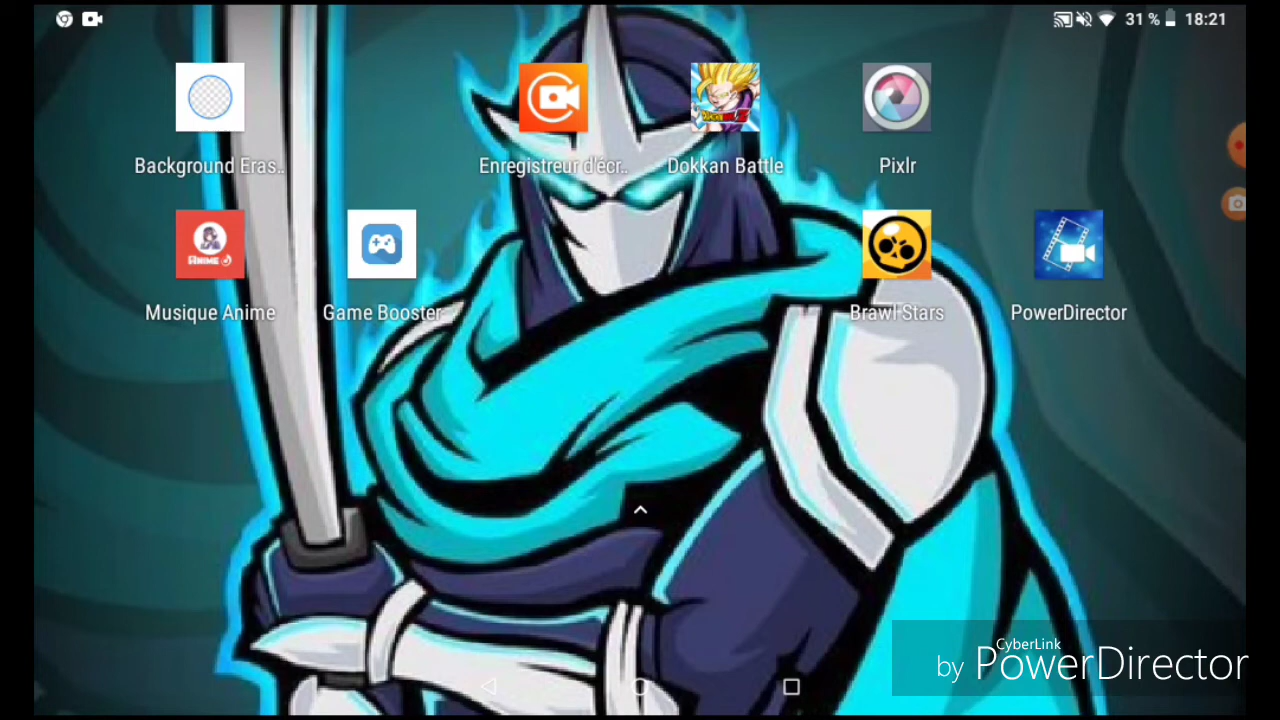 31 % 18:21
Background Eras..
Enregistreur d'écr..
Dokkan Battle
Pixlr
ANIME
Musique Anime
Game Booster
Brawl Stars
PowerDirector
CyberLink
by PowerDirector